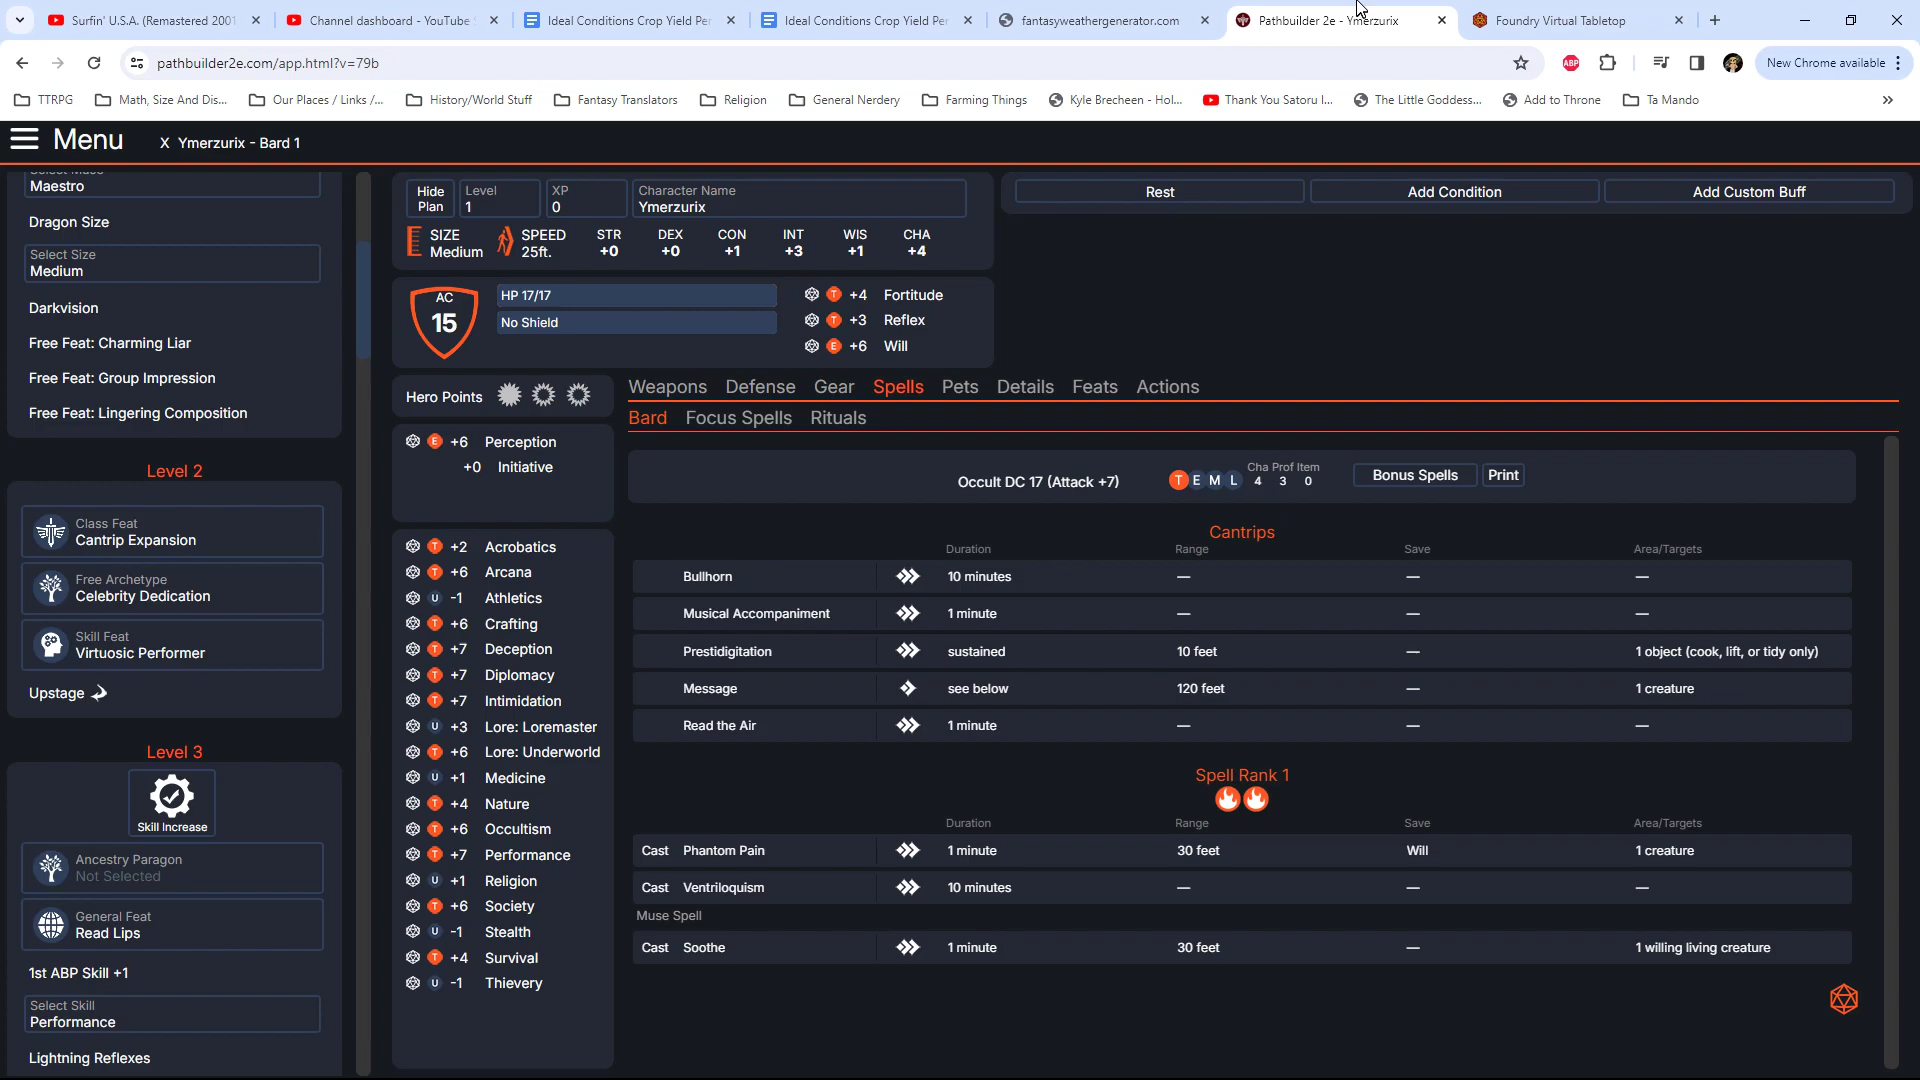 Surfin' U.S.A. (Remastered 2001
Channel dashboard - YouTube S
Ideal Conditions Crop Yield Per
Ideal Conditions Crop Yield Per
fantasyweathergenerator.com
Pathbuilder 2e - Ymerzurix
Foundry Virtual Tabletop
pathbuilder2e.com/app.html?v=79b
ABP
New Chrome available
TTRPG
Math, Size And Dis...
Our Places / Links /...
History/World Stuff
Fantasy Translators
Religion
General Nerdery
Farming Things
Kyle Brecheen - Hol...
Thank You Satoru I...
The Little Goddess...
Add to Throne
Ta Mando
»
Menu
X Ymerzurix - Bard 1
Select Muse
Maestro
Dragon Size
Select Size
Medium
Darkvision
Free Feat: Charming Liar
Free Feat: Group Impression
Free Feat: Lingering Composition
Level 2
Class Feat
Cantrip Expansion
Free Archetype
Celebrity Dedication
Skill Feat
Virtuosic Performer
Upstage
Level 3
Skill Increase
Ancestry Paragon
Not Selected
General Feat
Read Lips
1st ABP Skill +1
Select Skill
Performance
Lightning Reflexes
Hide Plan
Level
1
XP
0
Character Name
Ymerzurix
SIZE
Medium
SPEED
25ft.
STR
+0
DEX
+0
CON
+1
INT
+3
WIS
+1
CHA
+4
AC
15
HP 17/17
No Shield
T +4 Fortitude
T +3 Reflex
E +6 Will
Hero Points
E +6 Perception
+0 Initiative
T +2 Acrobatics
T +6 Arcana
U -1 Athletics
T +6 Crafting
T +7 Deception
T +7 Diplomacy
T +7 Intimidation
U +3 Lore: Loremaster
T +6 Lore: Underworld
U +1 Medicine
T +4 Nature
T +6 Occultism
T +7 Performance
U +1 Religion
T +6 Society
U -1 Stealth
T +4 Survival
U -1 Thievery
Rest
Add Condition
Add Custom Buff
Weapons Defense Gear Spells Pets Details Feats Actions
Bard Focus Spells Rituals
Occult DC 17 (Attack +7)
T E M L
Cha Prof Item
4 3 0
Bonus Spells
Print
Cantrips
Duration Range Save Area/Targets
Bullhorn 10 minutes — — —
Musical Accompaniment 1 minute — — —
Prestidigitation sustained 10 feet — 1 object (cook, lift, or tidy only)
Message see below 120 feet — 1 creature
Read the Air 1 minute — — —
Spell Rank 1
Duration Range Save Area/Targets
Cast Phantom Pain 1 minute 30 feet Will 1 creature
Cast Ventriloquism 10 minutes — — —
Muse Spell
Cast Soothe 1 minute 30 feet — 1 willing living creature